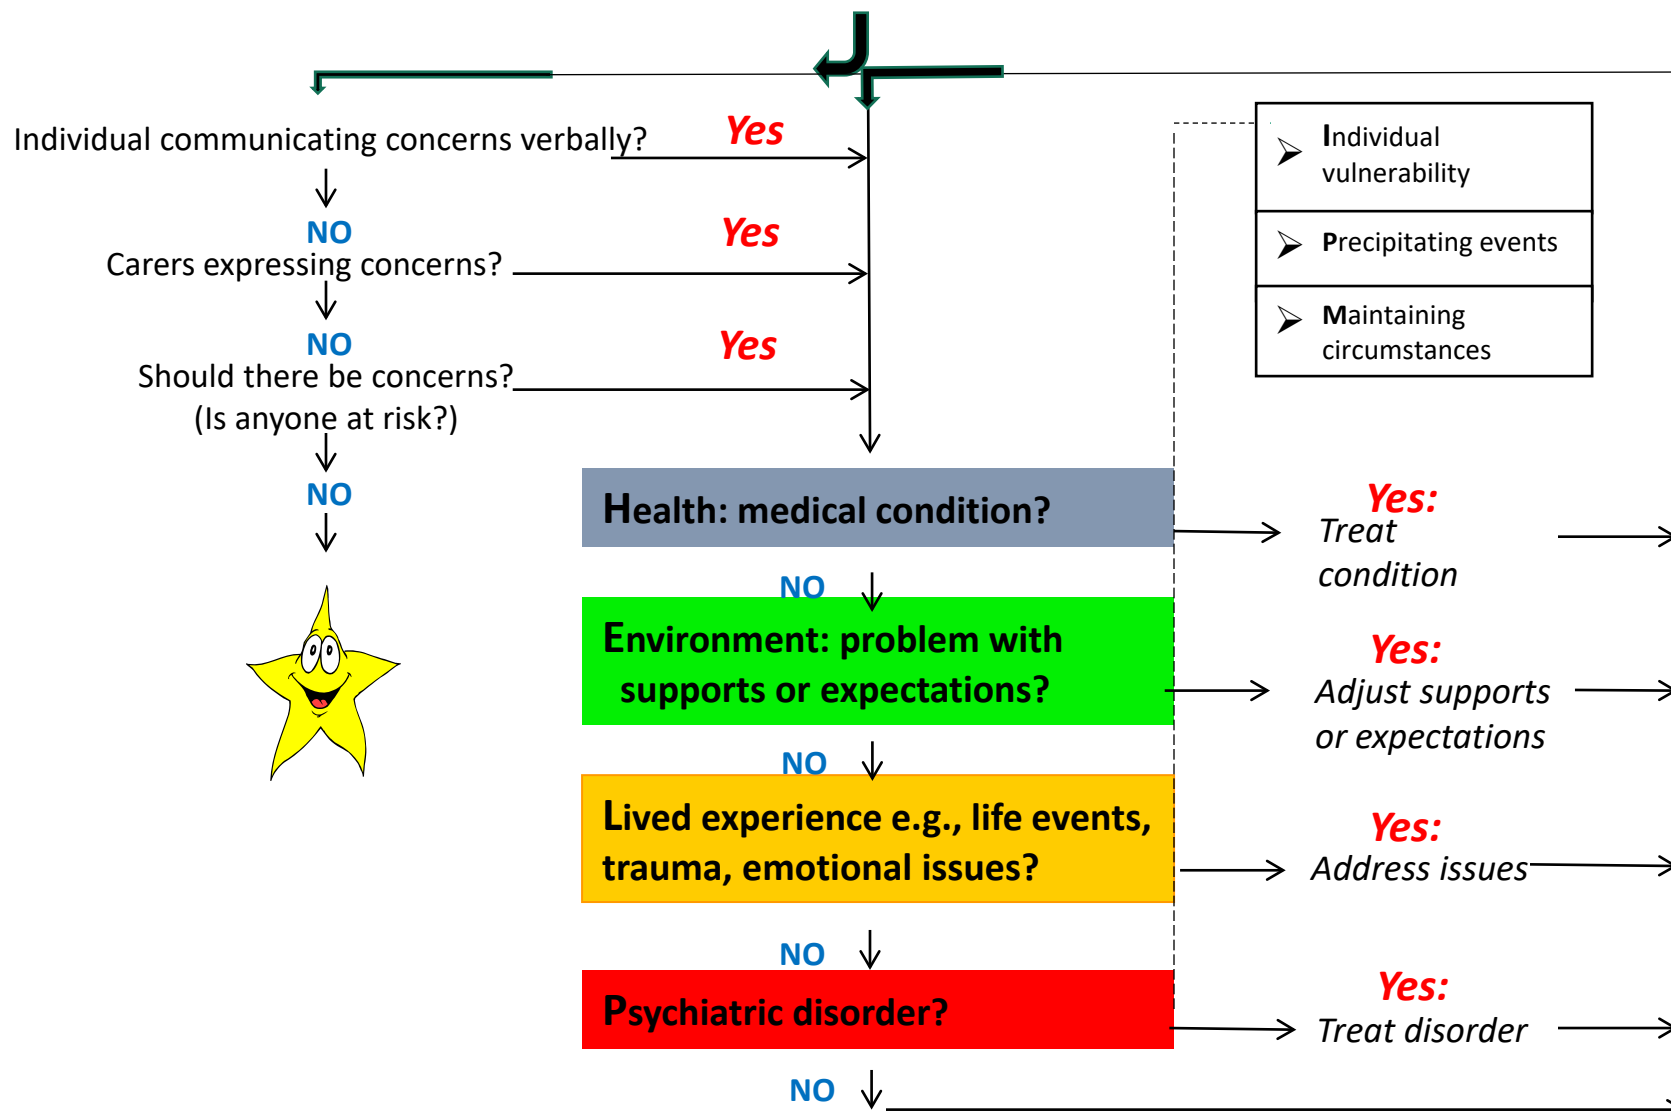 Individual communicating concerns verbally?
Yes
NO
Carers expressing concerns?
Yes
NO
Should there be concerns?
(Is anyone at risk?)
Yes
NO
Individual
vulnerability
Precipitating events
Maintaining
circumstances
Health: medical condition?
Yes:
Treat
condition
NO
Environment: problem with
supports or expectations?
Yes:
Adjust supports
or expectations
NO
Lived experience e.g., life events,
trauma, emotional issues?
Yes:
Address issues
NO
Psychiatric disorder?
Yes:
Treat disorder
NO